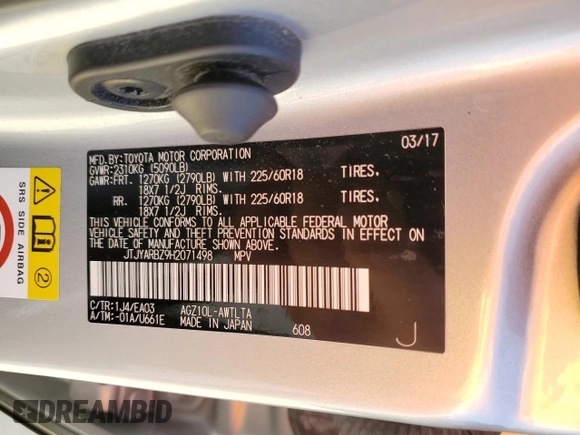 03/17
MFD.BY:TOYOTA MOTOR CORPORATION
GVWR:2310KG (5090LB)
GAWR:FRT. 1270KG (2790LB) WITH 225/60R18 TIRES.
18X7 1/2J RIMS.
RR. 1270KG (2790LB) WITH 225/60R18 TIRES.
18X7 1/2J RIMS.
THIS VEHICLE CONFORMS TO ALL APPLICABLE FEDERAL MOTOR
VEHICLE SAFETY AND THEFT PREVENTION STANDARDS IN EFFECT ON
THE DATE OF MANUFACTURE SHOWN ABOVE.
JTJYARBZ9H2071498 MPV
C/TR:1J4/EA03 AGZ10L-AWTLTA
A/TM:-01A/U661E MADE IN JAPAN 608
J
SRS SIDE AIRBAG
2
DREAMBID